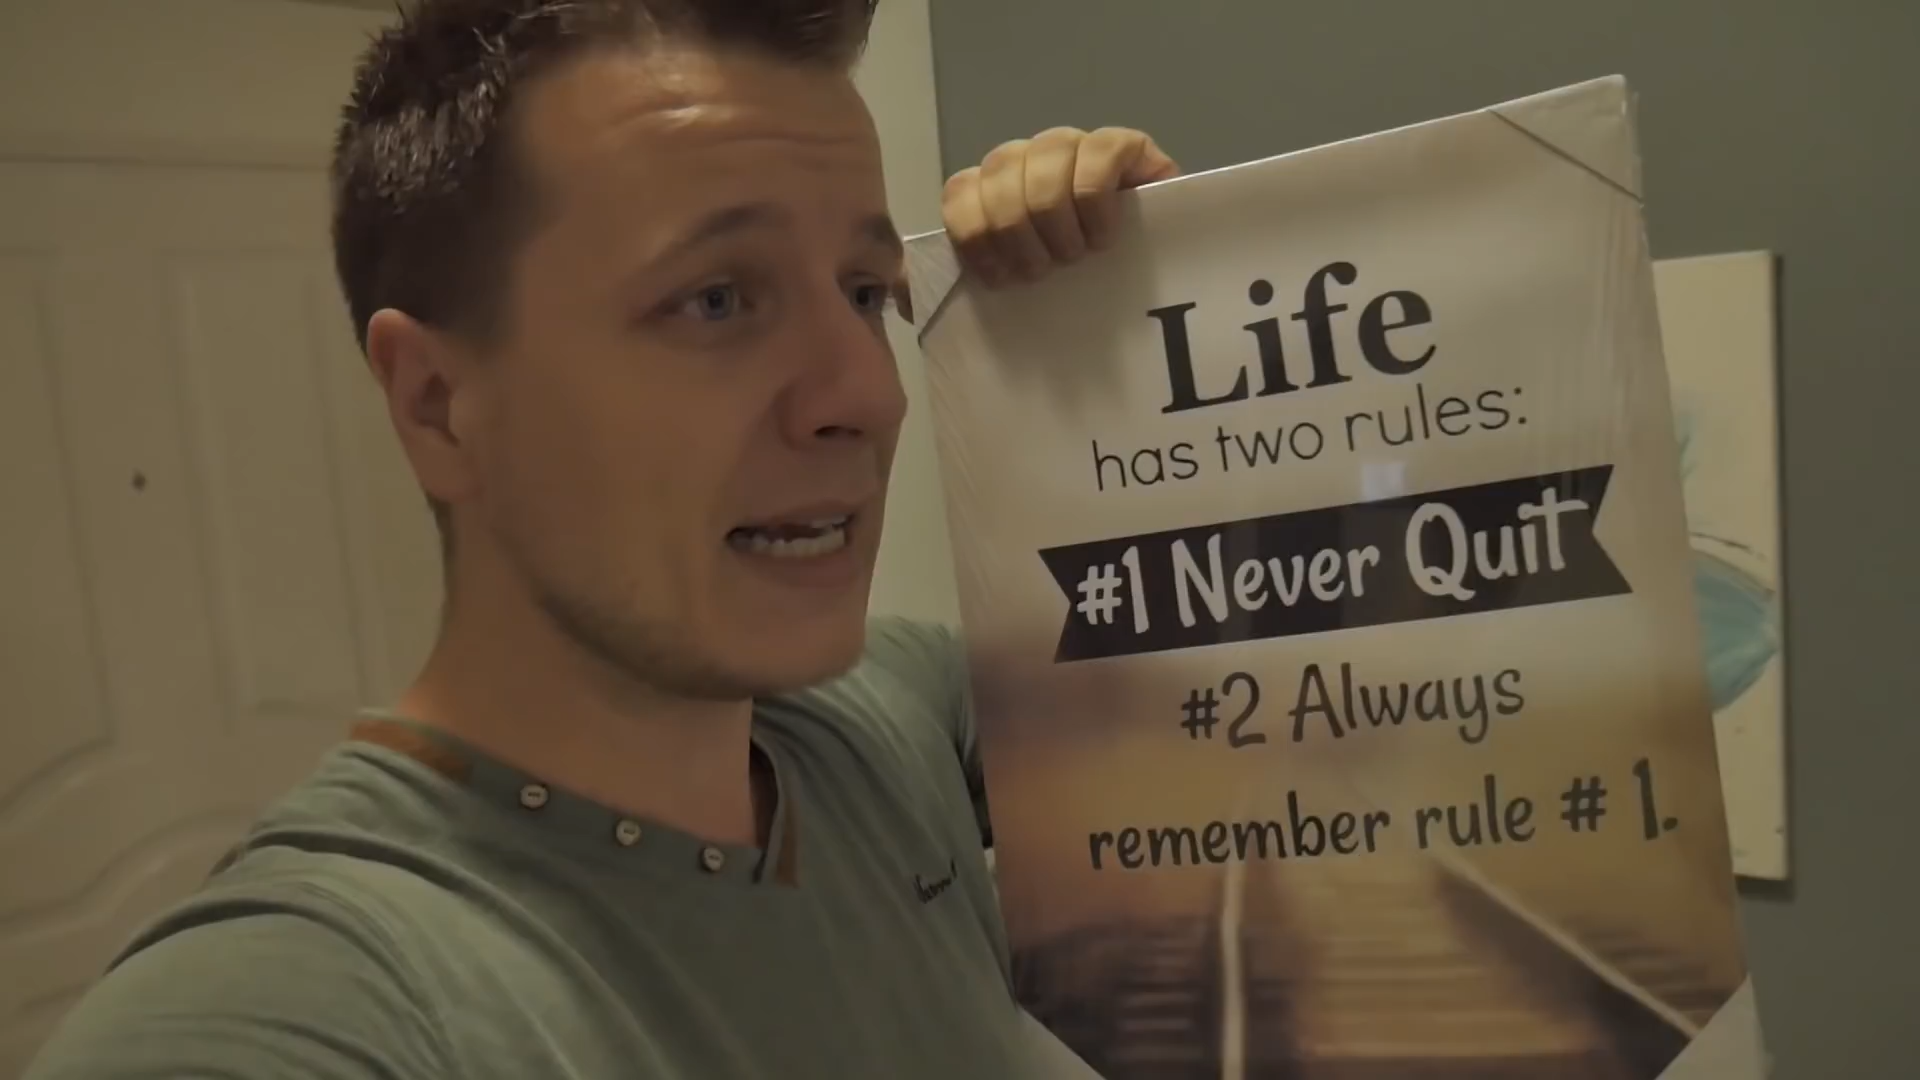 Life
has two rules:
#1 Never Quit
#2 Always
remember rule # 1.